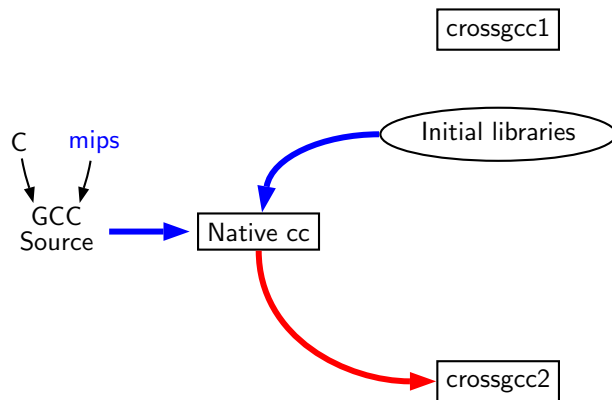 crossgcc1
Initial libraries
C
mips
GCC
Source
Native cc
crossgcc2